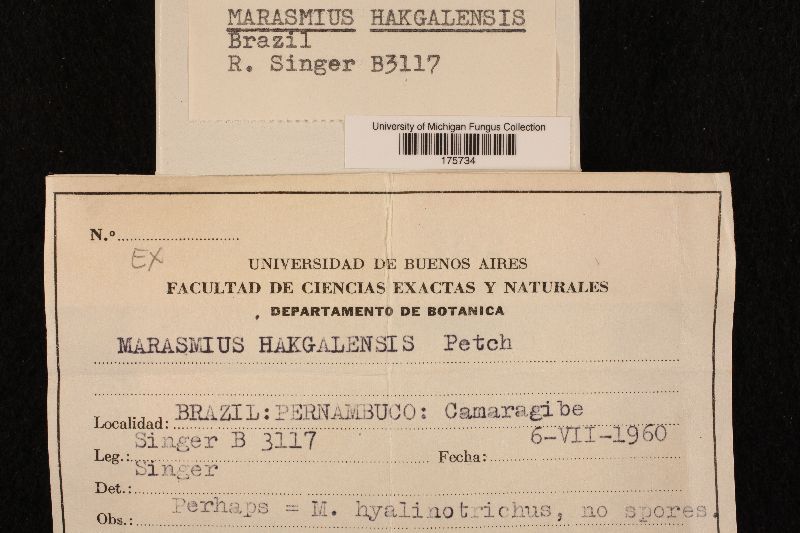 MARASMIUS HAKGALENSIS
Brazil
R. Singer B3117
University of Michigan Fungus Collection
175734
N.º
EX
UNIVERSIDAD DE BUENOS AIRES
FACULTAD DE CIENCIAS EXACTAS Y NATURALES
DEPARTAMENTO DE BOTANICA
MARASMIUS HAKGALENSIS Petch
Localidad: BRAZIL: PERNAMBUCO: Camaragibe
Leg.: Singer B 3117 Fecha: 6-VII-1960
Det.: Singer
Obs.: Perhaps = M. hyalinotrichus, no spores.